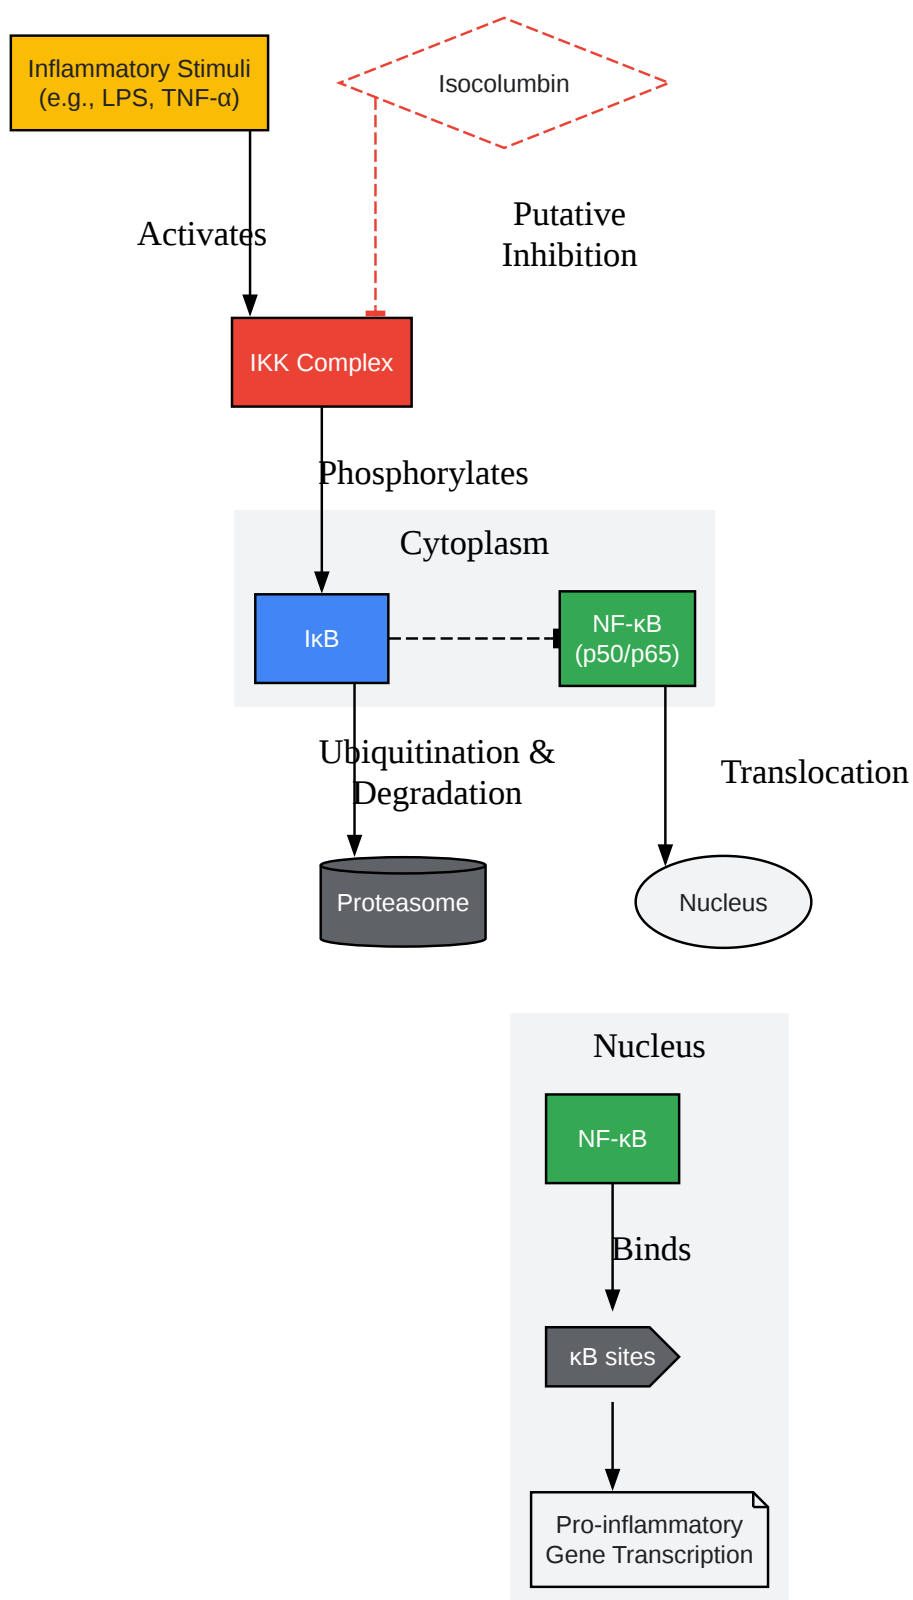 Inflammatory Stimuli
(e.g., LPS, TNF-α)
Isocolumbin
Activates
Putative
Inhibition
IKK Complex
Phosphorylates
Cytoplasm
IκB
NF-κB
(p50/p65)
Ubiquitination &
Degradation
Translocation
Proteasome
Nucleus
Nucleus
NF-κB
Binds
κB sites
Pro-inflammatory
Gene Transcription